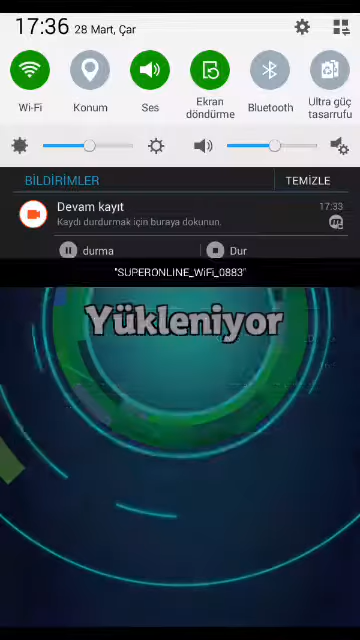 17:36 28 Mart, Çar
Wi-Fi
Konum
Ses
Ekran döndürme
Bluetooth
Ultra güç tasarrufu
BİLDİRİMLER
TEMİZLE
Devam kayıt
17:33
Kaydı durdurmak için buraya dokunun.
durma
Dur
"SUPERONLINE_WiFi_0883"
Yükleniyor